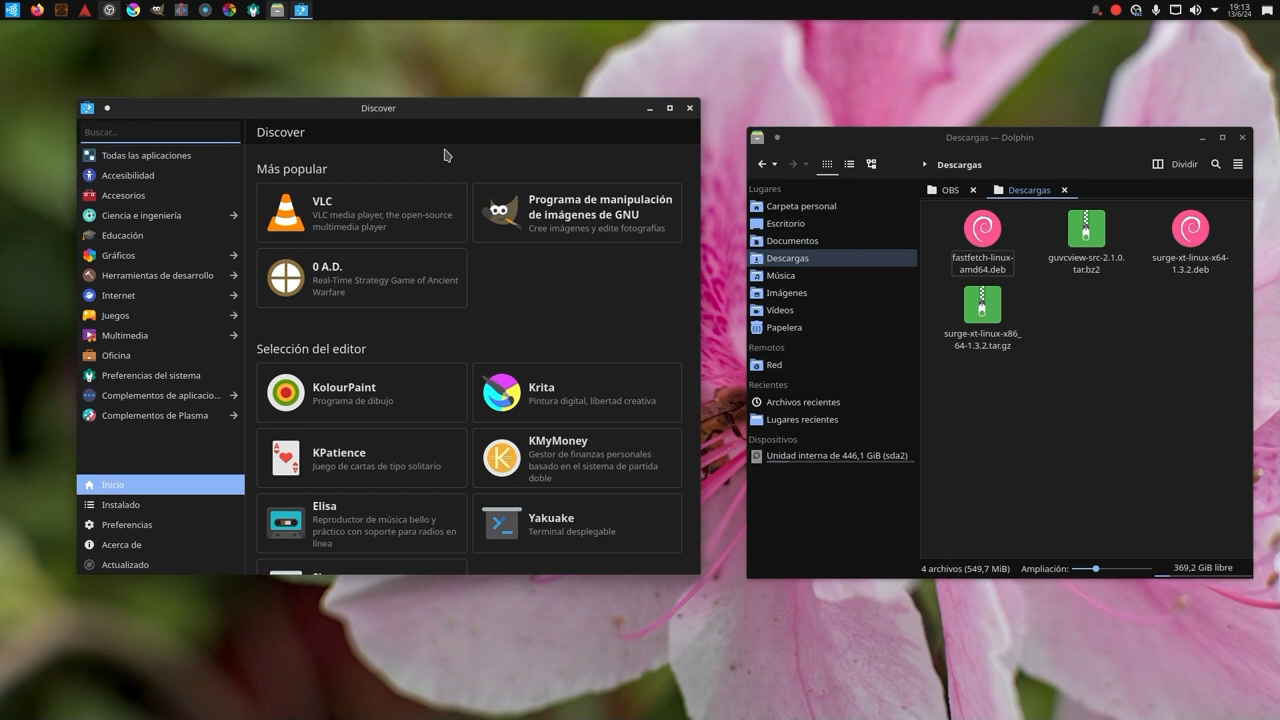 19:13
13/6/24
Discover
Buscar...
Todas las aplicaciones
Accesibilidad
Accesorios
Ciencia e ingeniería
Educación
Gráficos
Herramientas de desarrollo
Internet
Juegos
Multimedia
Oficina
Preferencias del sistema
Complementos de aplicacio...
Complementos de Plasma
Inicio
Instalado
Preferencias
Acerca de
Actualizado
Discover
Más popular
VLC
VLC media player, the open-source
multimedia player
Programa de manipulación
de imágenes de GNU
Cree imágenes y edite fotografías
0 A.D.
Real-Time Strategy Game of Ancient
Warfare
Selección del editor
KolourPaint
Programa de dibujo
Krita
Pintura digital, libertad creativa
KPatience
Juego de cartas de tipo solitario
KMyMoney
Gestor de finanzas personales
basado en el sistema de partida
doble
Elisa
Reproductor de música bello y
práctico con soporte para radios en
línea
Yakuake
Terminal desplegable
Descargas — Dolphin
Descargas
Dividir
Lugares
Carpeta personal
Escritorio
Documentos
Descargas
Música
Imágenes
Vídeos
Papelera
Remotos
Red
Recientes
Archivos recientes
Lugares recientes
Dispositivos
Unidad interna de 446,1 GiB (sda2)
OBS
Descargas
fastfetch-linux-
amd64.deb
guvcview-src-2.1.0.
tar.bz2
surge-xt-linux-x64-
1.3.2.deb
surge-xt-linux-x86_
64-1.3.2.tar.gz
4 archivos (549,7 MiB)
Ampliación:
369,2 GiB libre